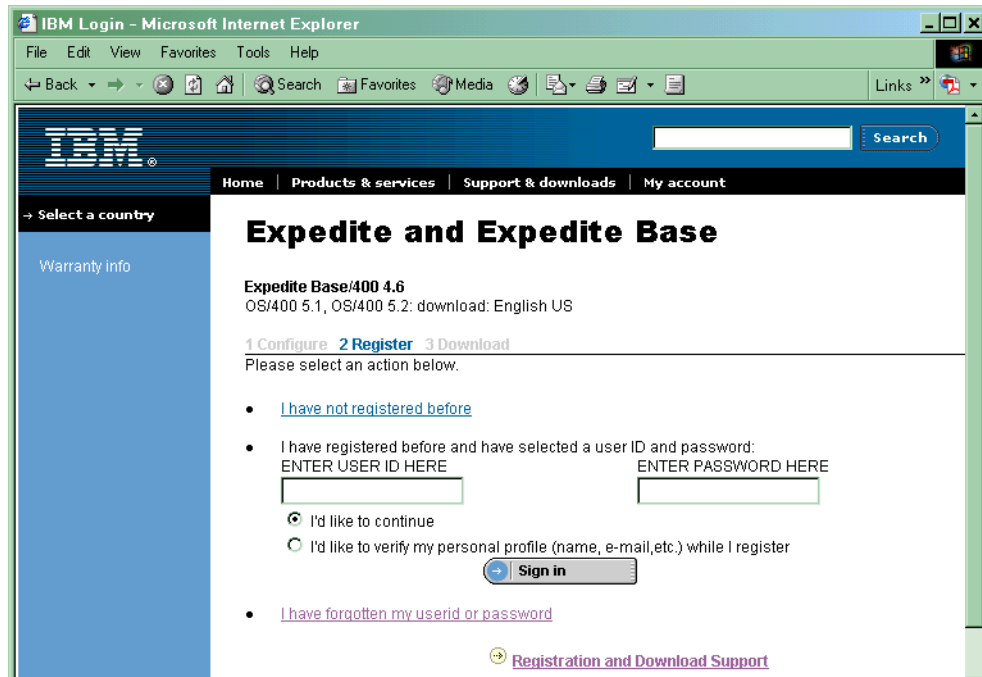 IBM Login - Microsoft Internet Explorer
File Edit View Favorites Tools Help
Back Search Favorites Media Links »
IBM®
Search
Home | Products & services | Support & downloads | My account
→ Select a country
Warranty info
Expedite and Expedite Base
Expedite Base/400 4.6
OS/400 5.1, OS/400 5.2: download: English US
1 Configure 2 Register 3 Download
Please select an action below.
• I have not registered before
• I have registered before and have selected a user ID and password:
ENTER USER ID HERE ENTER PASSWORD HERE
I'd like to continue
I'd like to verify my personal profile (name, e-mail,etc.) while I register
Sign in
• I have forgotten my userid or password
Registration and Download Support